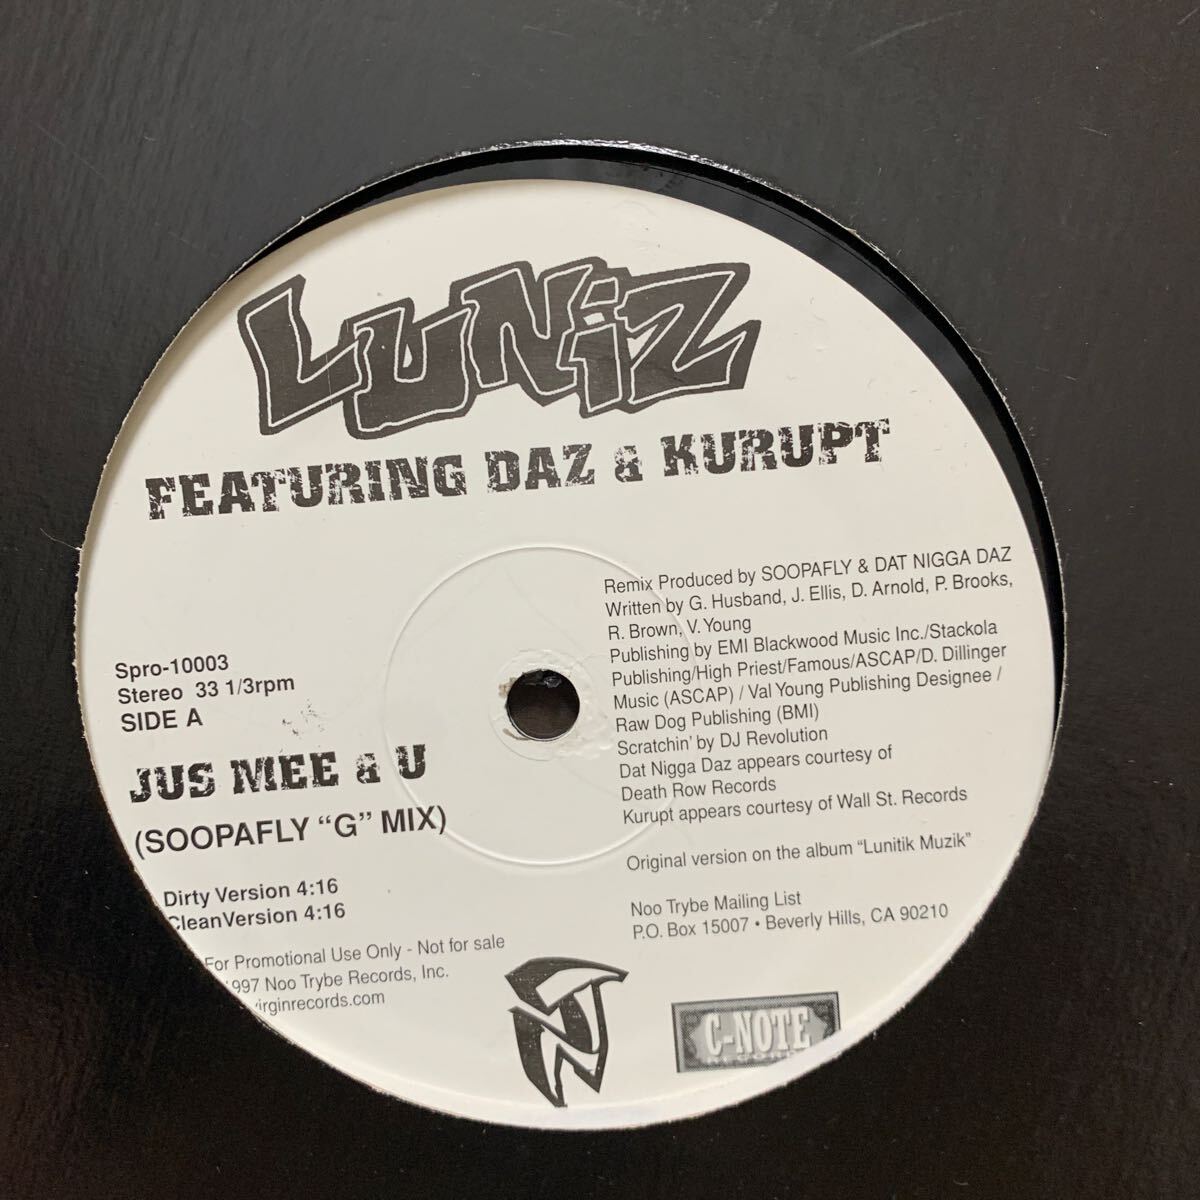 LUNiZ
FEATURING DAZ & KURUPT
Spro-10003
Stereo 33 1/3rpm
SIDE A
JUS MEE & U
(SOOPAFLY "G" MIX)
Dirty Version 4:16
CleanVersion 4:16
For Promotional Use Only - Not for sale
1997 Noo Trybe Records, Inc.
virginrecords.com
Remix Produced by SOOPAFLY & DAT NIGGA DAZ
Written by G. Husband, J. Ellis, D. Arnold, P. Brooks,
R. Brown, V. Young
Publishing by EMI Blackwood Music Inc./Stackola
Publishing/High Priest/Famous/ASCAP/D. Dillinger
Music (ASCAP) / Val Young Publishing Designee /
Raw Dog Publishing (BMI)
Scratchin' by DJ Revolution
Dat Nigga Daz appears courtesy of
Death Row Records
Kurupt appears courtesy of Wall St. Records
Original version on the album "Lunitik Muzik"
Noo Trybe Mailing List
P.O. Box 15007 • Beverly Hills, CA 90210
C-NOTE
RECORDS